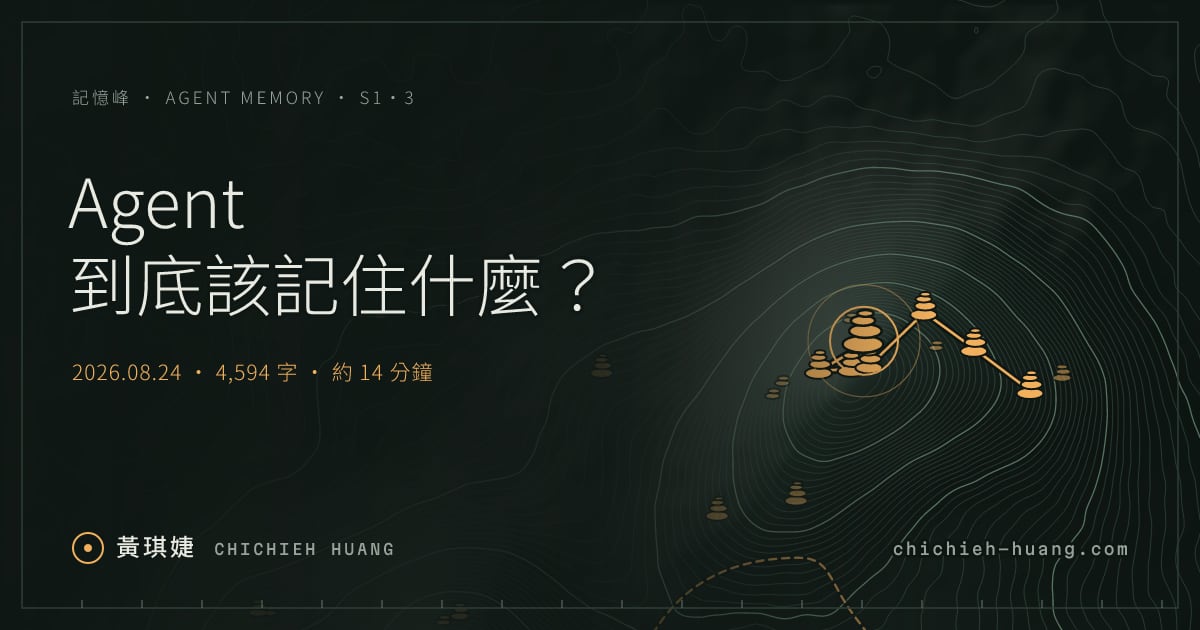 記憶峰 · AGENT MEMORY · S1·3
Agent
到底該記住什麼？
2026.08.24 · 4,594 字 · 約 14 分鐘
黃琪婕 CHICHIEH HUANG
chichieh-huang.com